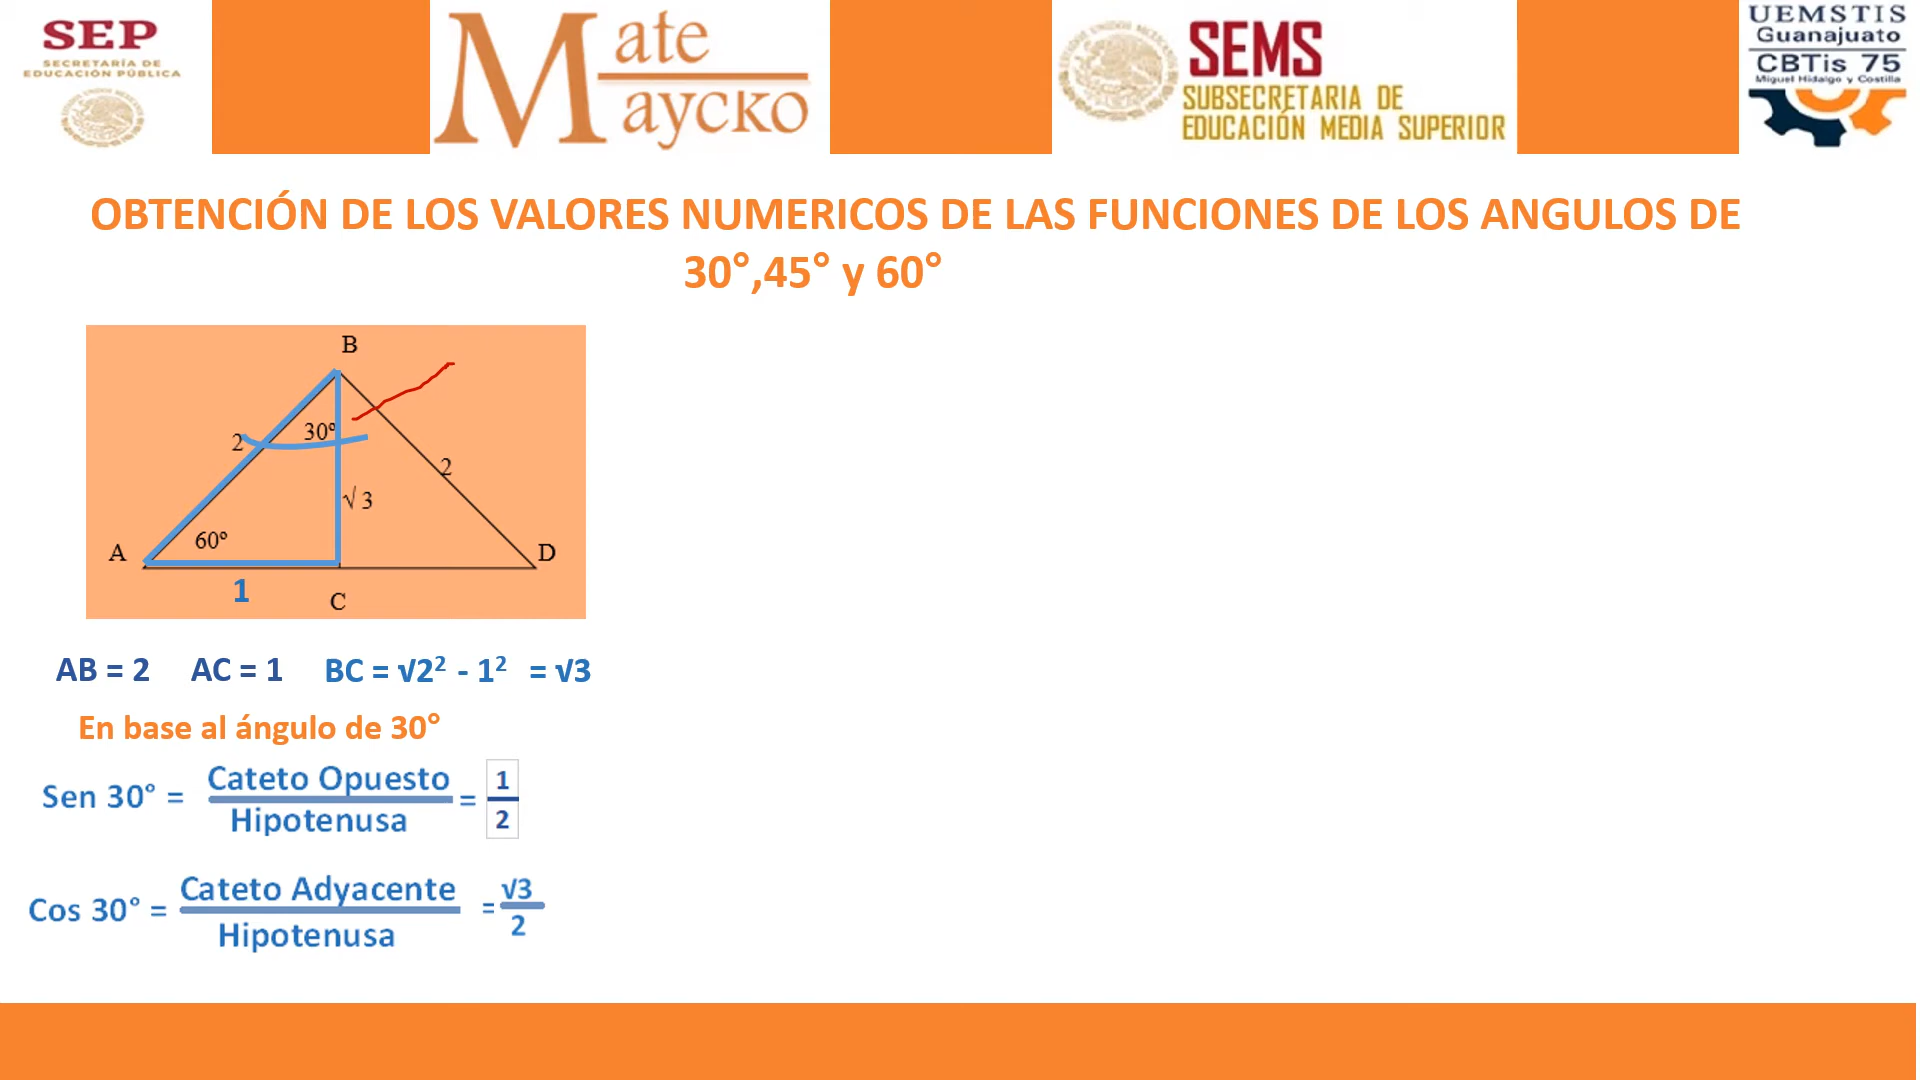 SEP
SECRETARÍA DE
EDUCACIÓN PÚBLICA
Mate
Maycko
SEMS
SUBSECRETARIA DE
EDUCACIÓN MEDIA SUPERIOR
UEMSTIS
Guanajuato
CBTis 75
Miguel Hidalgo y Costilla
OBTENCIÓN DE LOS VALORES NUMERICOS DE LAS FUNCIONES DE LOS ANGULOS DE
30°,45° y 60°
B
2
30º
2
√ 3
A
60º
D
1
C
AB = 2 AC = 1 BC = √2² - 1² = √3
En base al ángulo de 30°
Sen 30° = Cateto Opuesto / Hipotenusa = 1 / 2
Cos 30° = Cateto Adyacente / Hipotenusa = √3 / 2